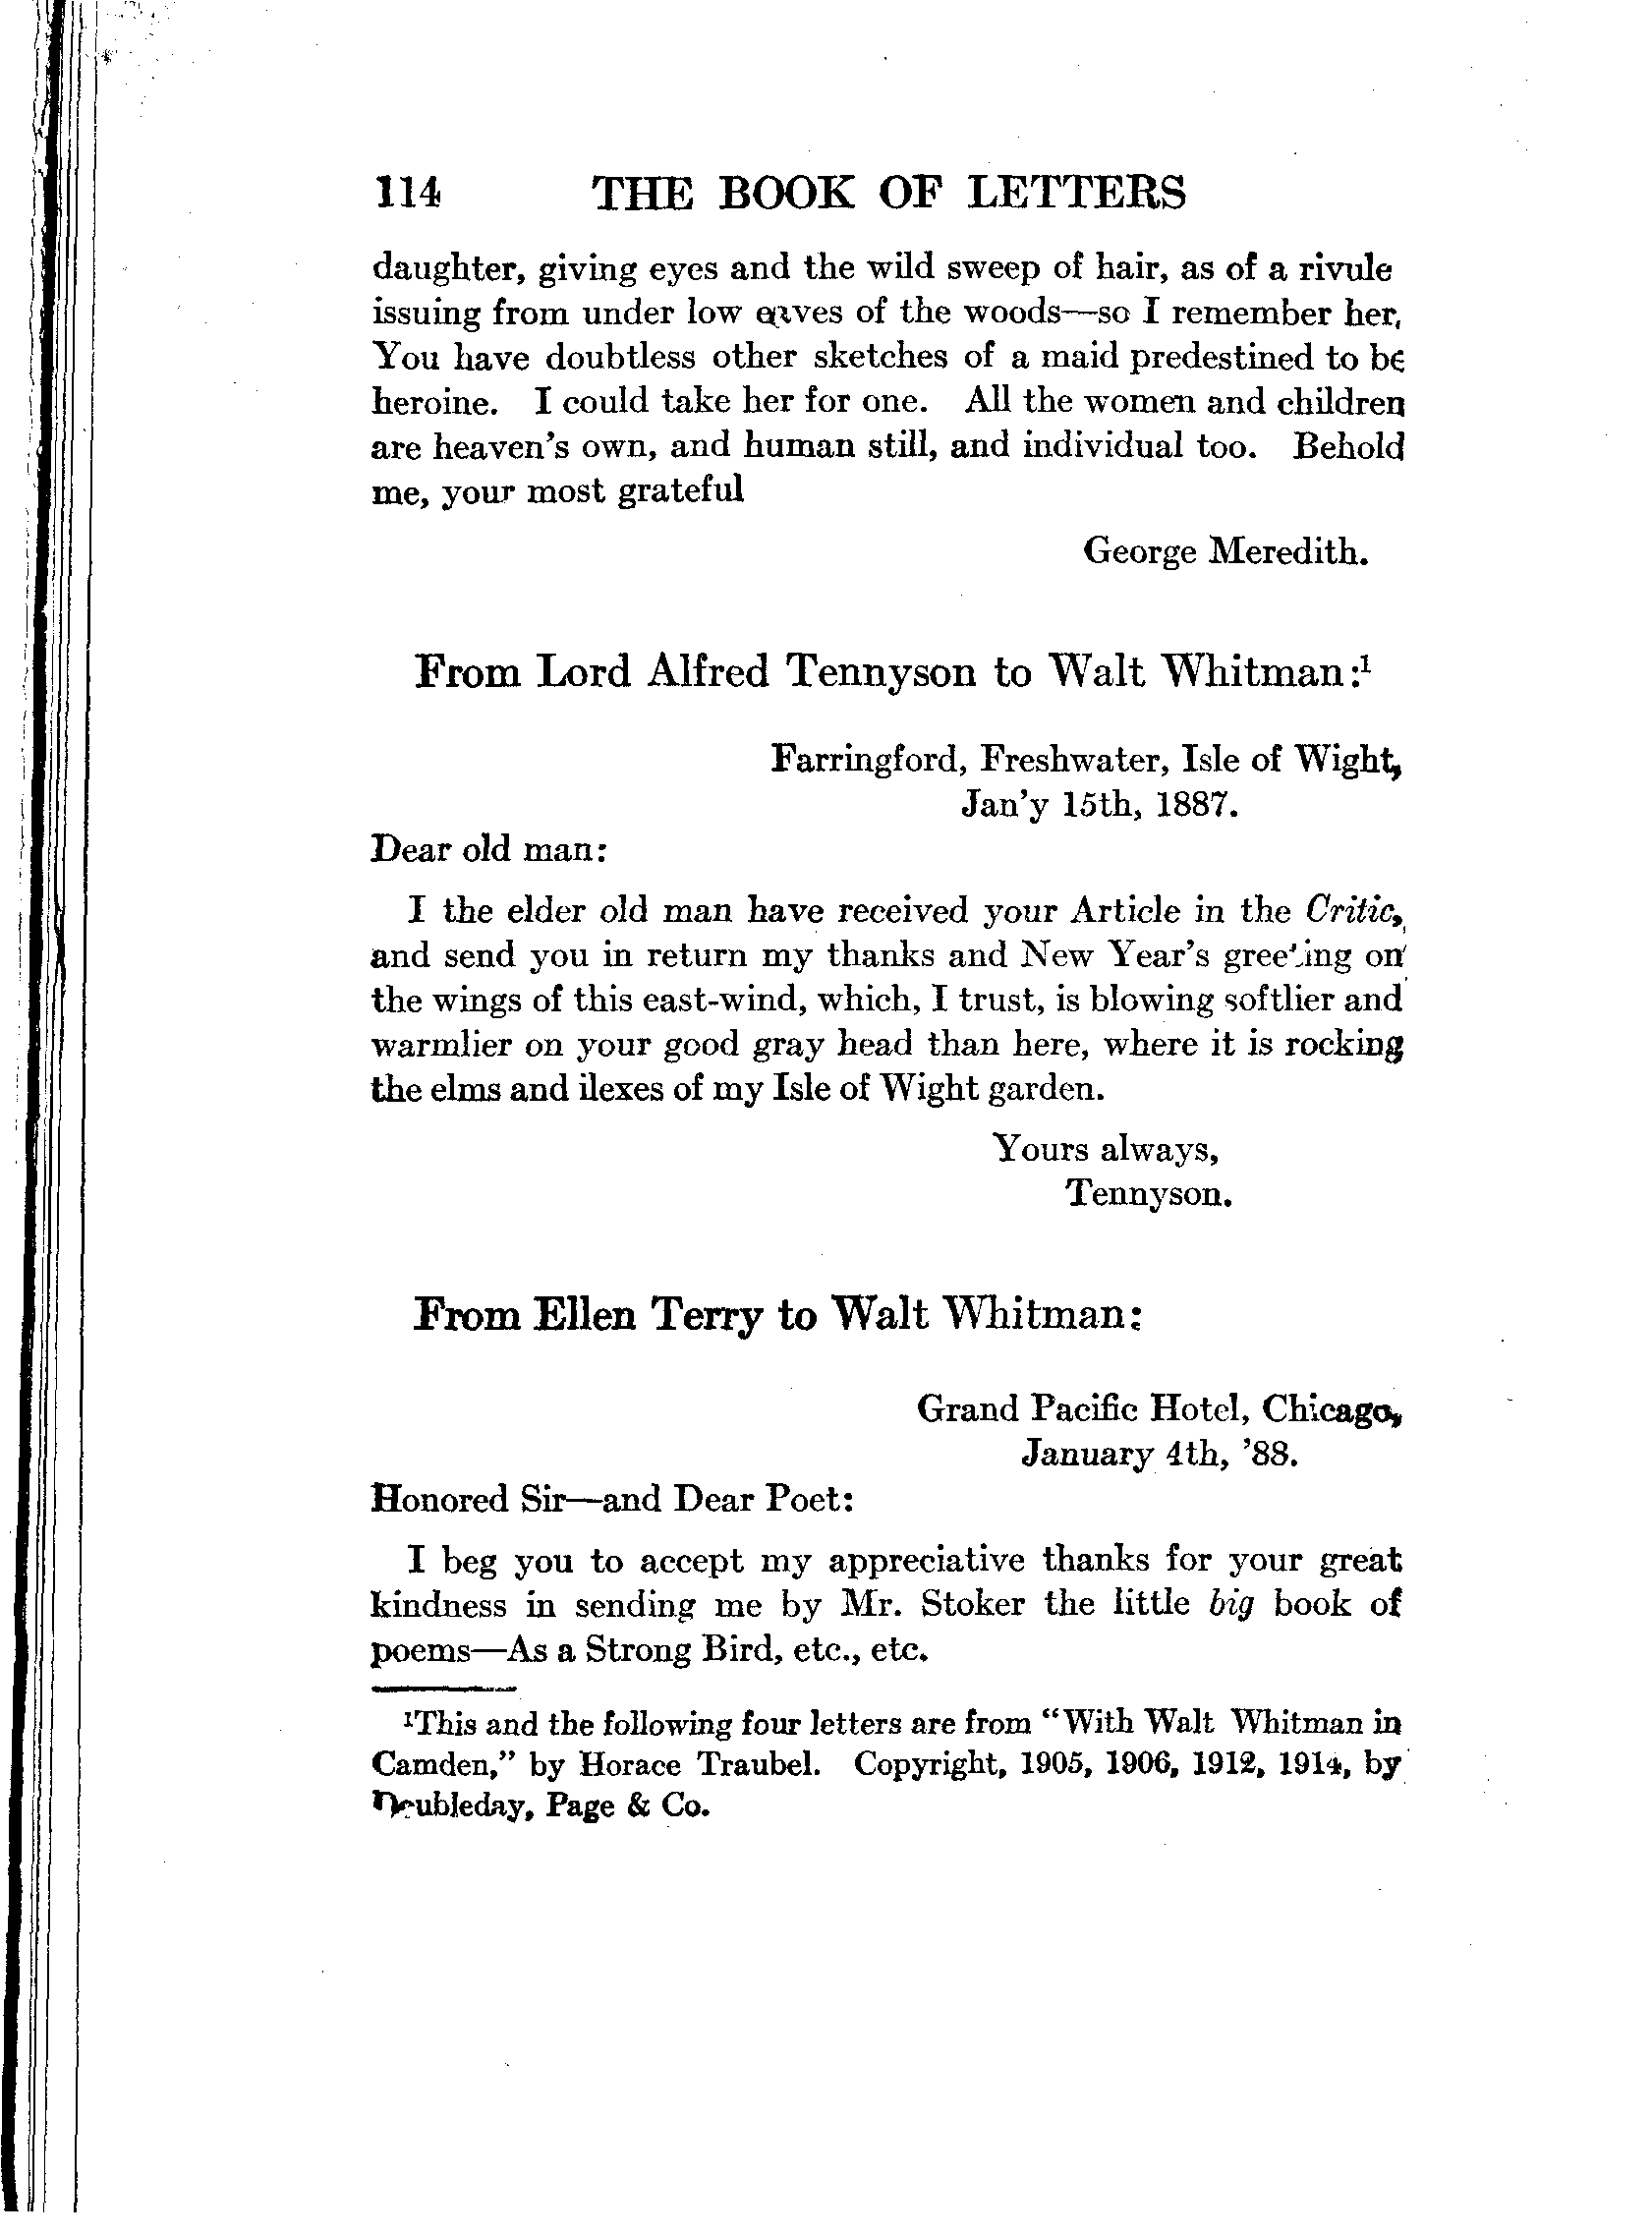 114 THE BOOK OF LETTERS
daughter, giving eyes and the wild sweep of hair, as of a rivule
issuing from under low eaves of the woods—so I remember her,
You have doubtless other sketches of a maid predestined to be
heroine. I could take her for one. All the women and children
are heaven's own, and human still, and individual too. Behold
me, your most grateful
George Meredith.
From Lord Alfred Tennyson to Walt Whitman:¹
Farringford, Freshwater, Isle of Wight,
Jan'y 15th, 1887.
Dear old man:
I the elder old man have received your Article in the Critic,
and send you in return my thanks and New Year's greeting on
the wings of this east-wind, which, I trust, is blowing softlier and
warmlier on your good gray head than here, where it is rocking
the elms and ilexes of my Isle of Wight garden.
Yours always,
Tennyson.
From Ellen Terry to Walt Whitman:
Grand Pacific Hotel, Chicago,
January 4th, '88.
Honored Sir—and Dear Poet:
I beg you to accept my appreciative thanks for your great
kindness in sending me by Mr. Stoker the little big book of
poems—As a Strong Bird, etc., etc.
¹This and the following four letters are from "With Walt Whitman in
Camden," by Horace Traubel. Copyright, 1905, 1906, 1912, 1914, by
Doubleday, Page & Co.